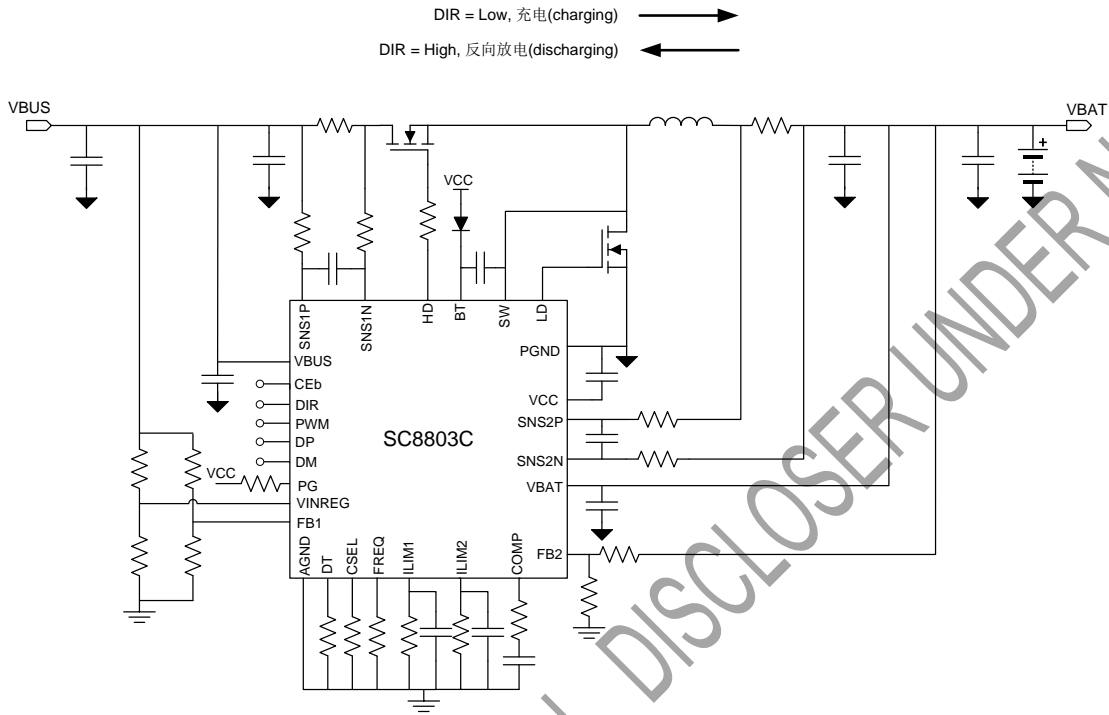 DIR = Low, 充电(charging)
DIR = High, 反向放电(discharging)
VBUS
VBAT
VCC
SNS1P
SNS1N
HD
BT
SW
LD
VBUS
CEb
DIR
PWM
DP
DM
VCC
PG
VINREG
FB1
SC8803C
PGND
VCC
SNS2P
SNS2N
VBAT
FB2
AGND
DT
CSEL
FREQ
ILIM1
ILIM2
COMP
DISCLOSER UNDER